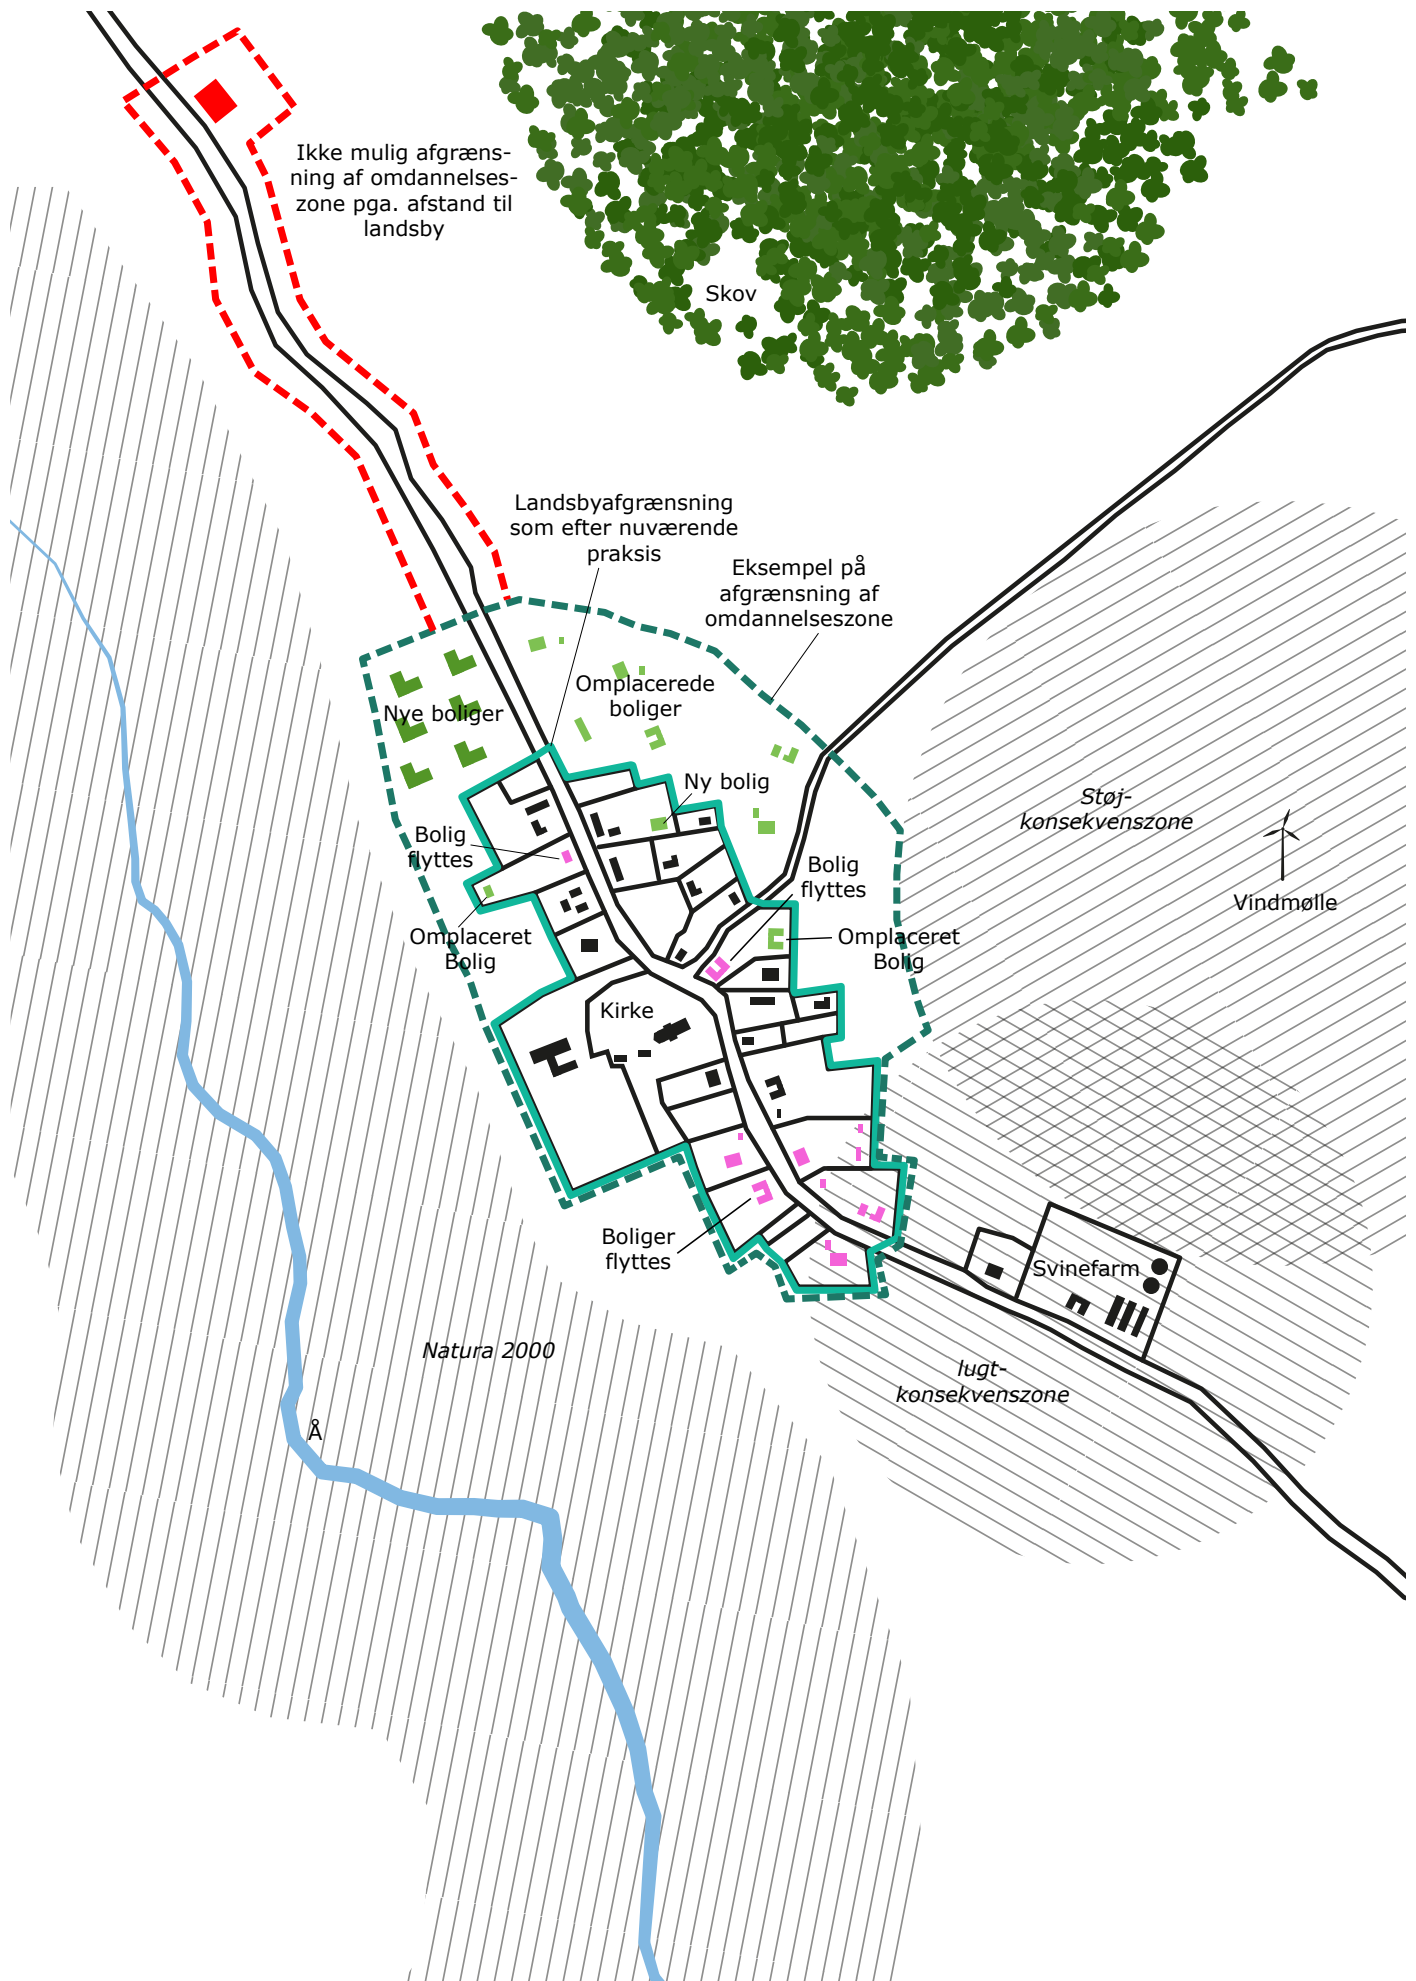 Ikke mulig afgræns-
ning af omdannelses-
zone pga. afstand til
landsby
Skov
Landsbyafgrænsning
som efter nuværende
praksis
Eksempel på
afgrænsning af
omdannelseszone
Omplacerede
boliger
Nye boliger
Ny bolig
Støj-
konsekvenszone
Bolig
flyttes
Bolig
flyttes
Vindmølle
Omplaceret
Bolig
Omplaceret
Bolig
Kirke
Boliger
flyttes
Svinefarm
Natura 2000
lugt-
konsekvenszone
Å